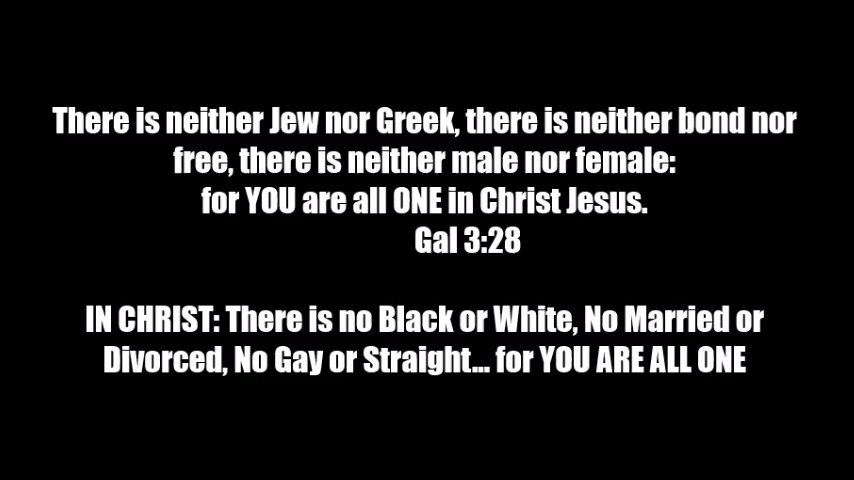 There is neither Jew nor Greek, there is neither bond nor
free, there is neither male nor female:
for YOU are all ONE in Christ Jesus.
Gal 3:28
IN CHRIST: There is no Black or White, No Married or
Divorced, No Gay or Straight... for YOU ARE ALL ONE